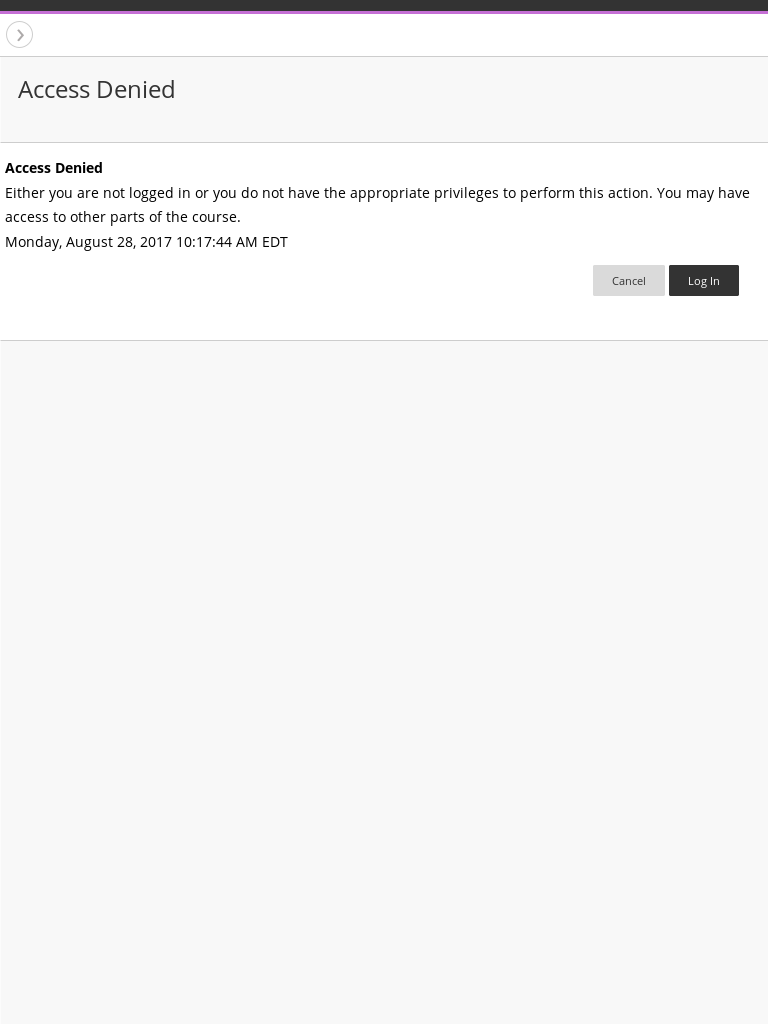 Access Denied
Access Denied
Either you are not logged in or you do not have the appropriate privileges to perform this action. You may have
access to other parts of the course.
Monday, August 28, 2017 10:17:44 AM EDT
Cancel
Log In